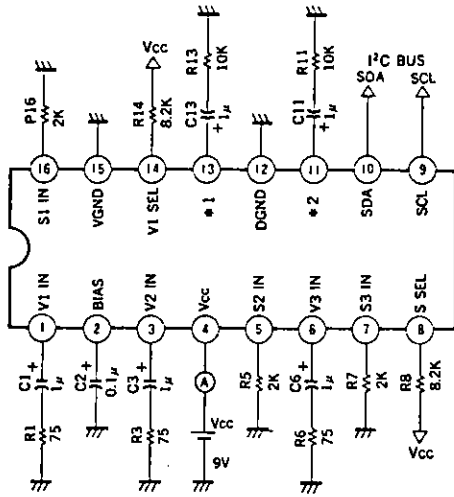 P16
2K
Vcc
R14
8.2K
R13
10K
C13
+
1μ
R11
10K
C11
+
1μ
I²C BUS
SDA
SCL
16
15
14
13
12
11
10
9
S1 IN
VGND
V1 SEL
*1
DGND
*2
SDA
SCL
V1 IN
BIAS
V2 IN
Vcc
S2 IN
V3 IN
S3 IN
S SEL
1
2
3
4
5
6
7
8
C1
+
1μ
R1
75
C2
0.1μ
C3
+
1μ
R3
75
A
Vcc
9V
R5
2K
C6
+
1μ
R6
75
R7
2K
R8
8.2K
Vcc